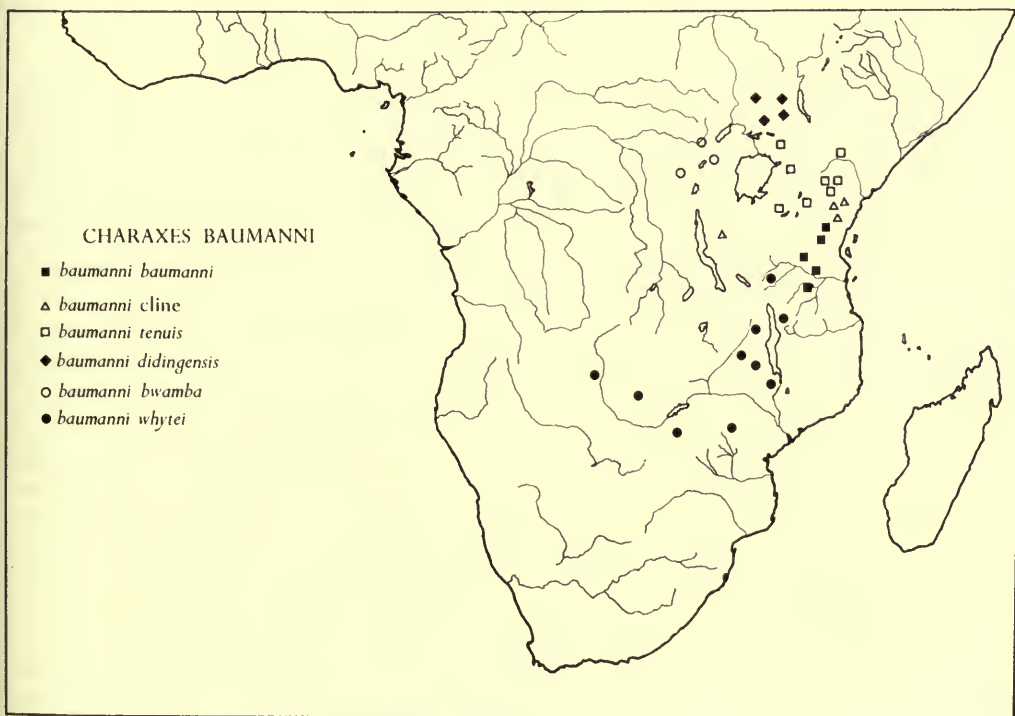 CHARAXES BAUMANNI
baumanni baumanni
baumanni cline
baumanni tenuis
baumanni didingensis
baumanni bwamba
baumanni whytei